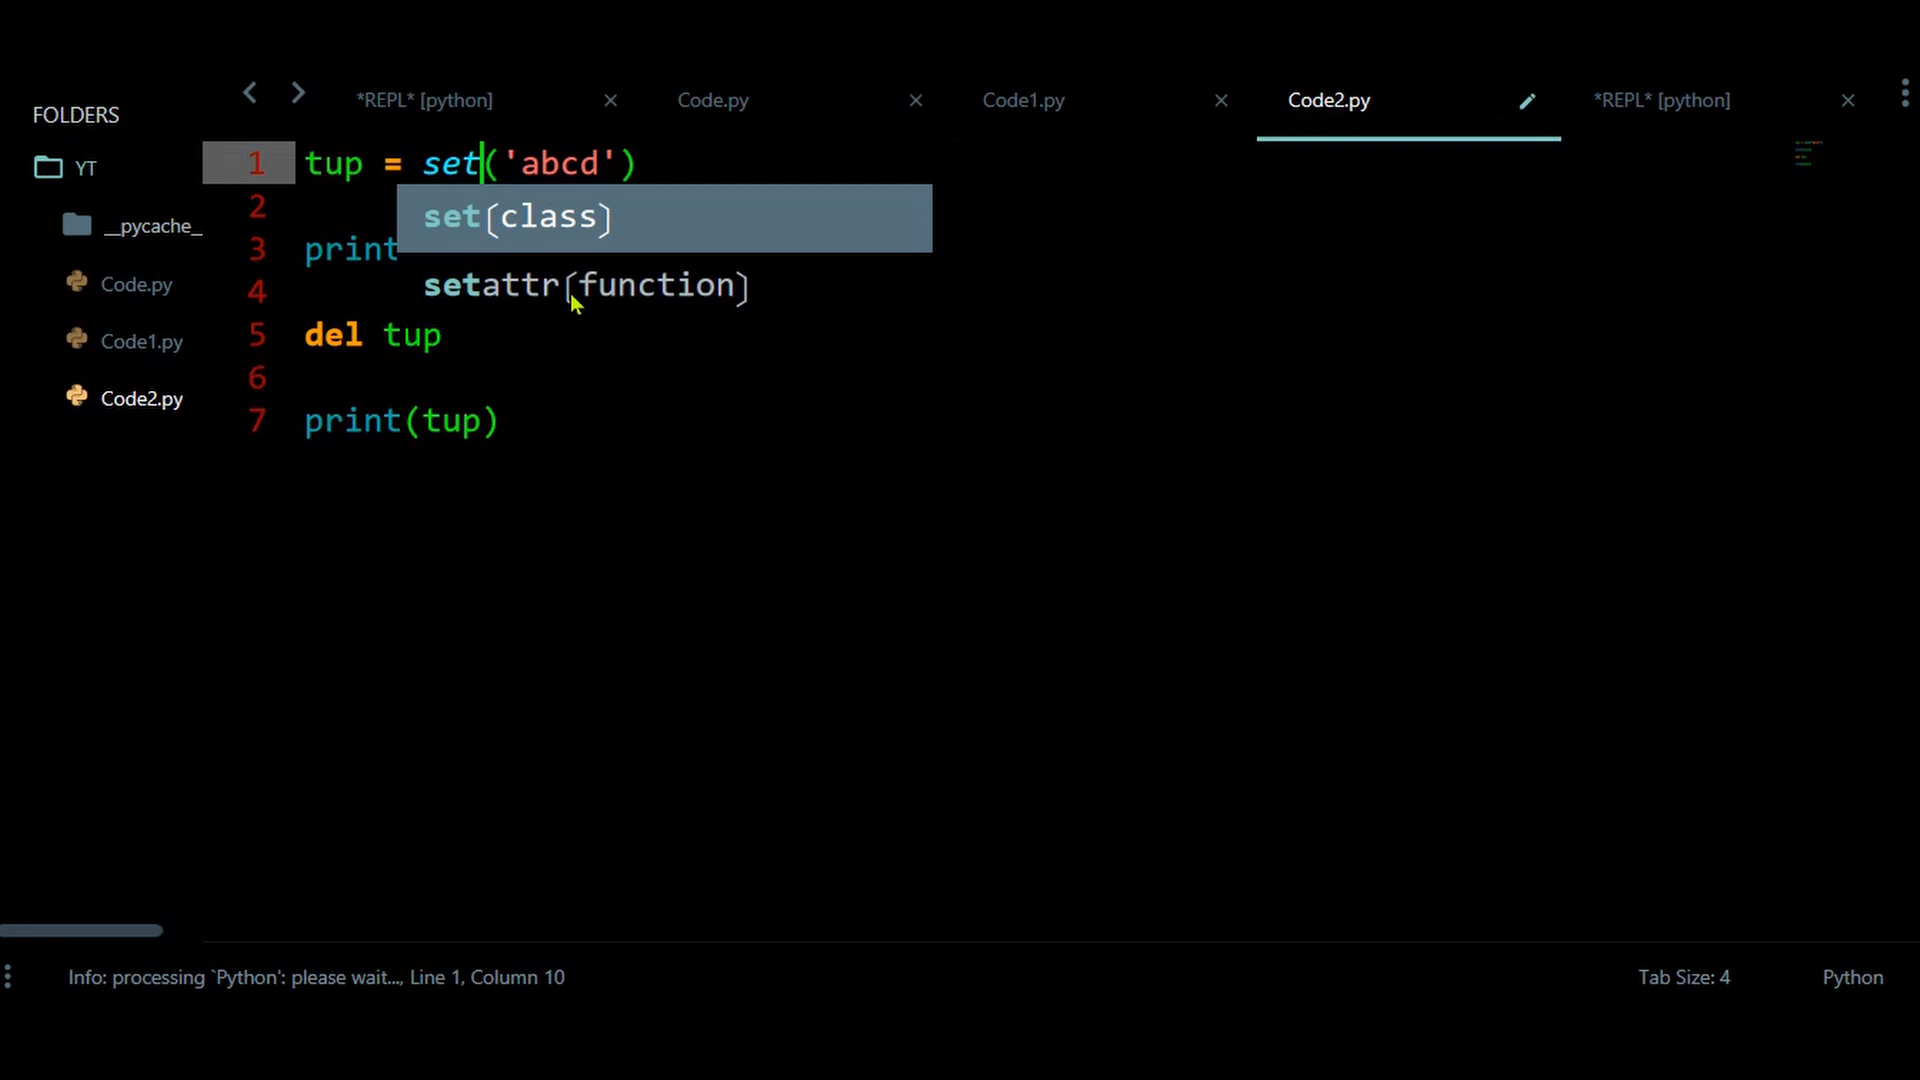 *REPL* [python]
Code.py
Code1.py
Code2.py
*REPL* [python]
FOLDERS
YT
__pycache_
Code.py
Code1.py
Code2.py
1 tup = set('abcd')
2
3 print
4
5 del tup
6
7 print(tup)
set(class)
setattr(function)
Info: processing `Python': please wait..., Line 1, Column 10
Tab Size: 4
Python